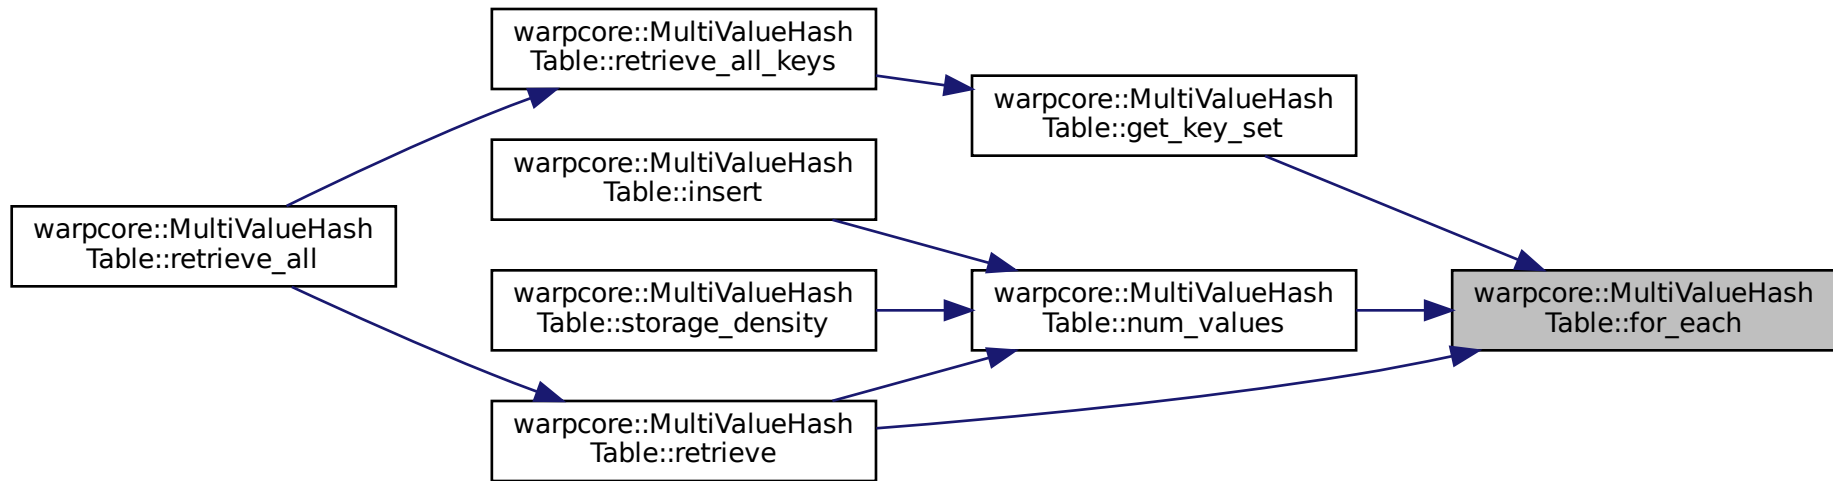 warpcore::MultiValueHash
Table::retrieve_all
warpcore::MultiValueHash
Table::retrieve_all_keys
warpcore::MultiValueHash
Table::insert
warpcore::MultiValueHash
Table::storage_density
warpcore::MultiValueHash
Table::retrieve
warpcore::MultiValueHash
Table::get_key_set
warpcore::MultiValueHash
Table::num_values
warpcore::MultiValueHash
Table::for_each